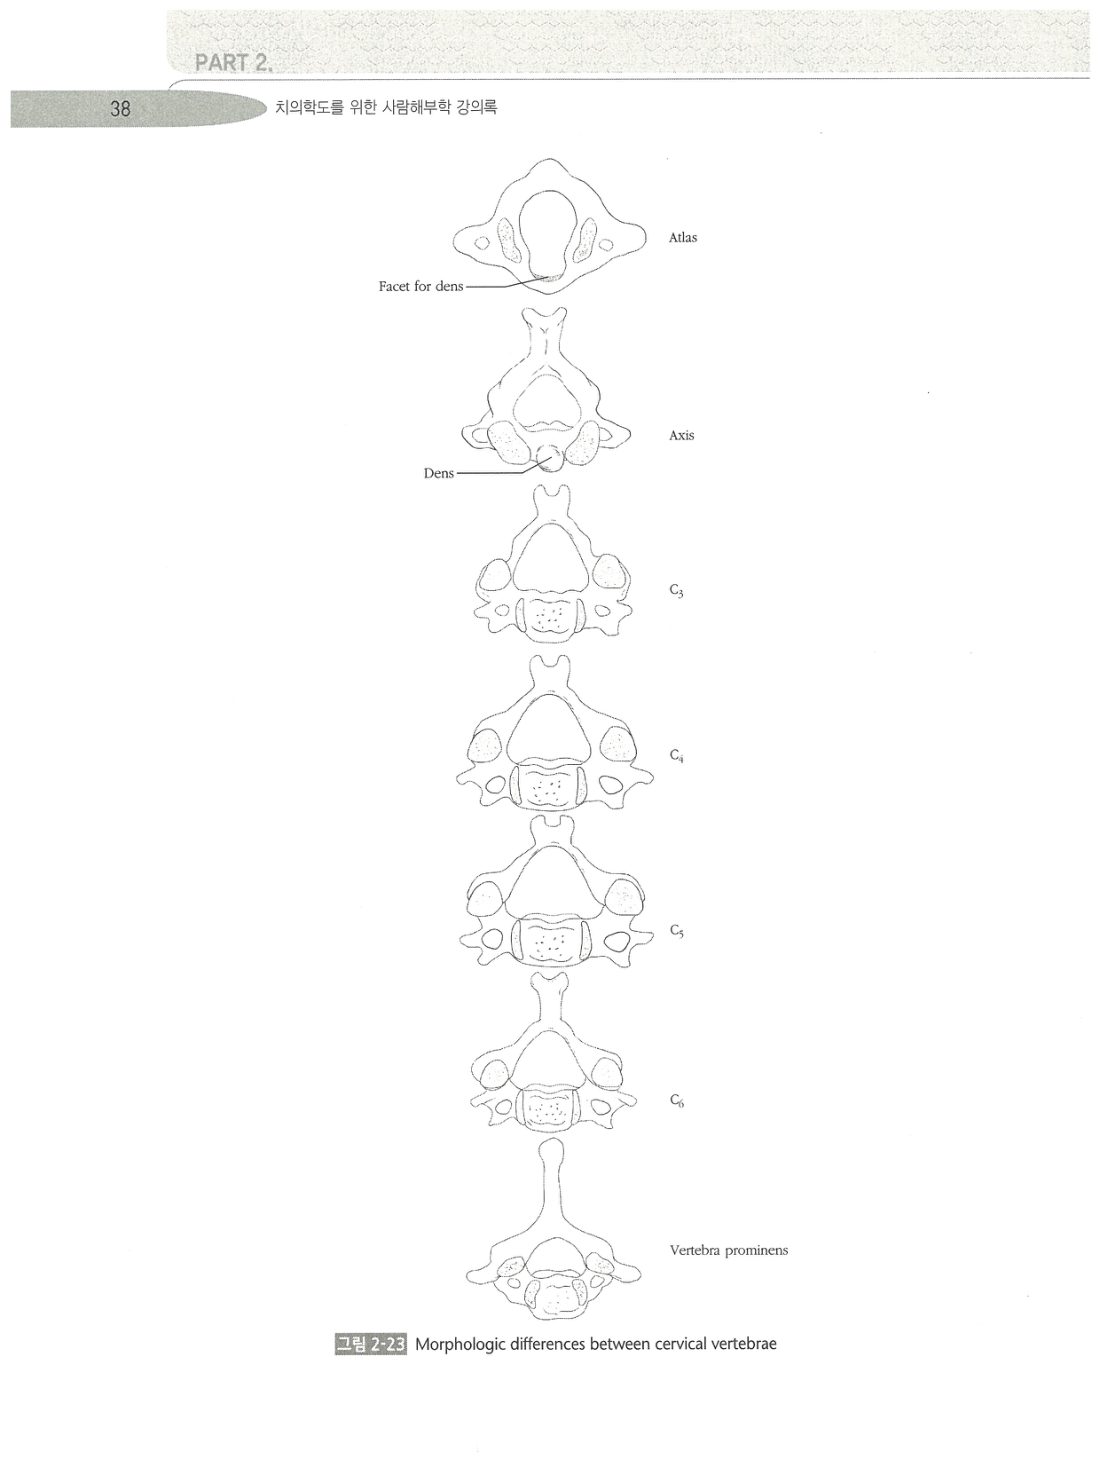 PART 2.
38
치의학도를 위한 사람해부학 강의록
Atlas
Facet for dens
Axis
Dens
C₃
C₄
C₅
C₆
Vertebra prominens
그림 2-23 Morphologic differences between cervical vertebrae